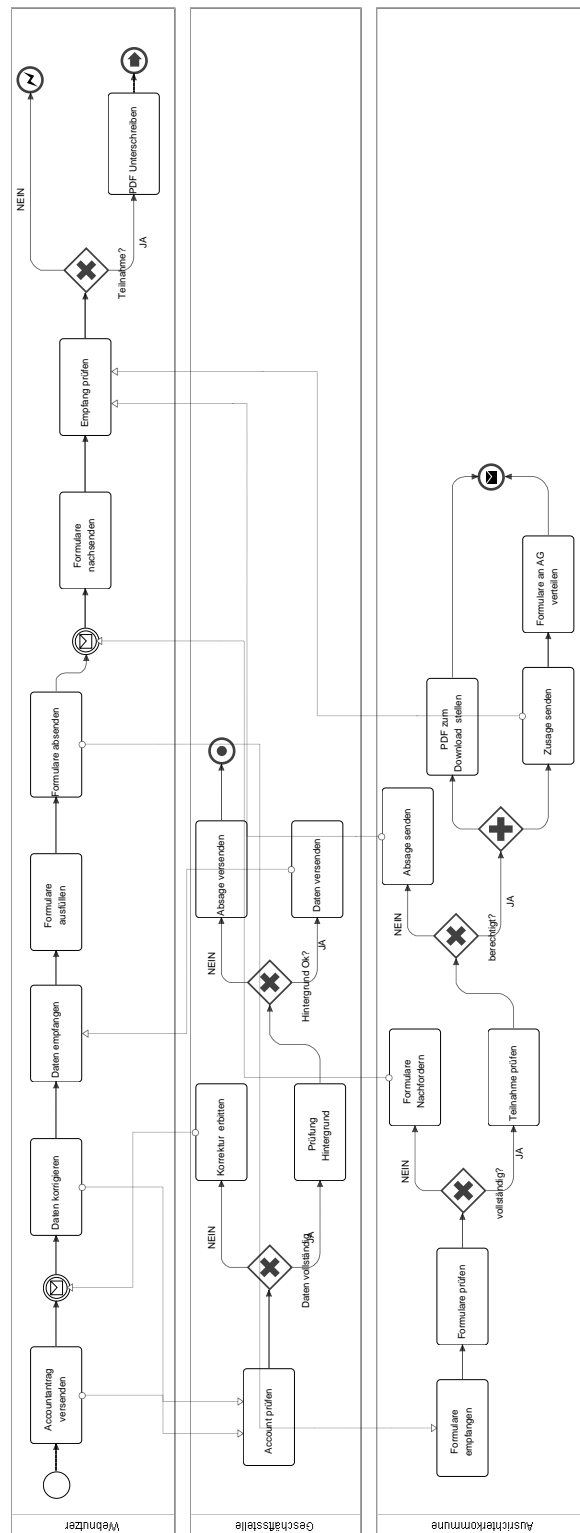 NEIN
PDF Unterschreiben
JA
Teilnahme?
Empfang prüfen
Formulare
nachsenden
Formulare absenden
Formulare
ausfüllen
Daten empfangen
Daten korrigieren
Accountantrag
versenden
Webnutzer
Absage versenden
Daten versenden
NEIN
Hintergrund Ok?
JA
Korrektur erbitten
Prüfung
Hintergrund
NEIN
Daten vollständig
JA
Account prüfen
Geschäftsstelle
Formulare an AG
verteilen
PDF zum
Download stellen
Zusage senden
Absage senden
NEIN
berechtigt?
JA
Formulare
Nachfordern
Teilnahme prüfen
NEIN
vollständig?
JA
Formulare prüfen
Formulare
empfangen
Ausrichterkommune